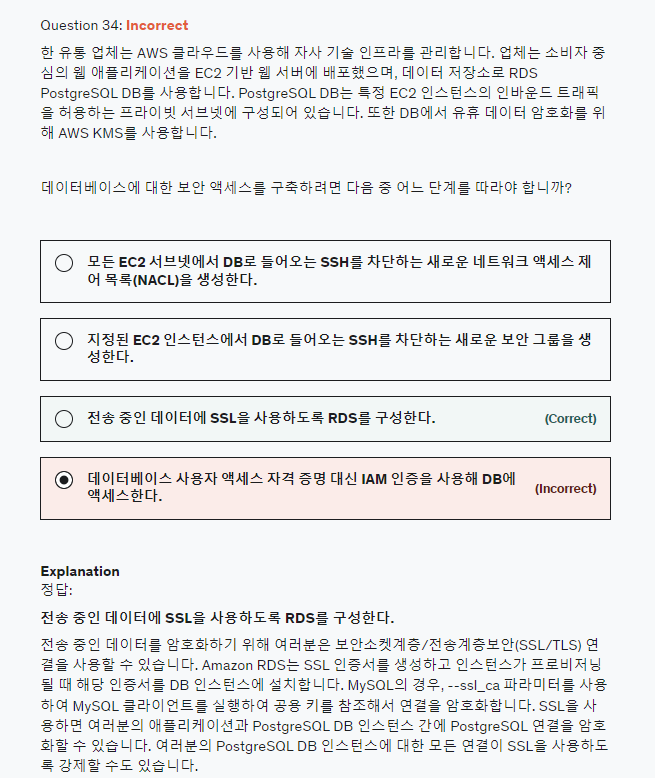 Question 34: Incorrect
한 유통 업체는 AWS 클라우드를 사용해 자사 기술 인프라를 관리합니다. 업체는 소비자 중
심의 웹 애플리케이션을 EC2 기반 웹 서버에 배포했으며, 데이터 저장소로 RDS
PostgreSQL DB를 사용합니다. PostgreSQL DB는 특정 EC2 인스턴스의 인바운드 트래픽
을 허용하는 프라이빗 서브넷에 구성되어 있습니다. 또한 DB에서 유휴 데이터 암호화를 위
해 AWS KMS를 사용합니다.
데이터베이스에 대한 보안 액세스를 구축하려면 다음 중 어느 단계를 따라야 합니까?
모든 EC2 서브넷에서 DB로 들어오는 SSH를 차단하는 새로운 네트워크 액세스 제
어 목록(NACL)을 생성한다.
지정된 EC2 인스턴스에서 DB로 들어오는 SSH를 차단하는 새로운 보안 그룹을 생
성한다.
전송 중인 데이터에 SSL을 사용하도록 RDS를 구성한다. (Correct)
데이터베이스 사용자 액세스 자격 증명 대신 IAM 인증을 사용해 DB에
액세스한다. (Incorrect)
Explanation
정답:
전송 중인 데이터에 SSL을 사용하도록 RDS를 구성한다.
전송 중인 데이터를 암호화하기 위해 여러분은 보안소켓계층/전송계층보안(SSL/TLS) 연
결을 사용할 수 있습니다. Amazon RDS는 SSL 인증서를 생성하고 인스턴스가 프로비저닝
될 때 해당 인증서를 DB 인스턴스에 설치합니다. MySQL의 경우, --ssl_ca 파라미터를 사용
하여 MySQL 클라이언트를 실행하여 공용 키를 참조해서 연결을 암호화합니다. SSL을 사
용하면 여러분의 애플리케이션과 PostgreSQL DB 인스턴스 간에 PostgreSQL 연결을 암호
화할 수 있습니다. 여러분의 PostgreSQL DB 인스턴스에 대한 모든 연결이 SSL을 사용하도
록 강제할 수도 있습니다.